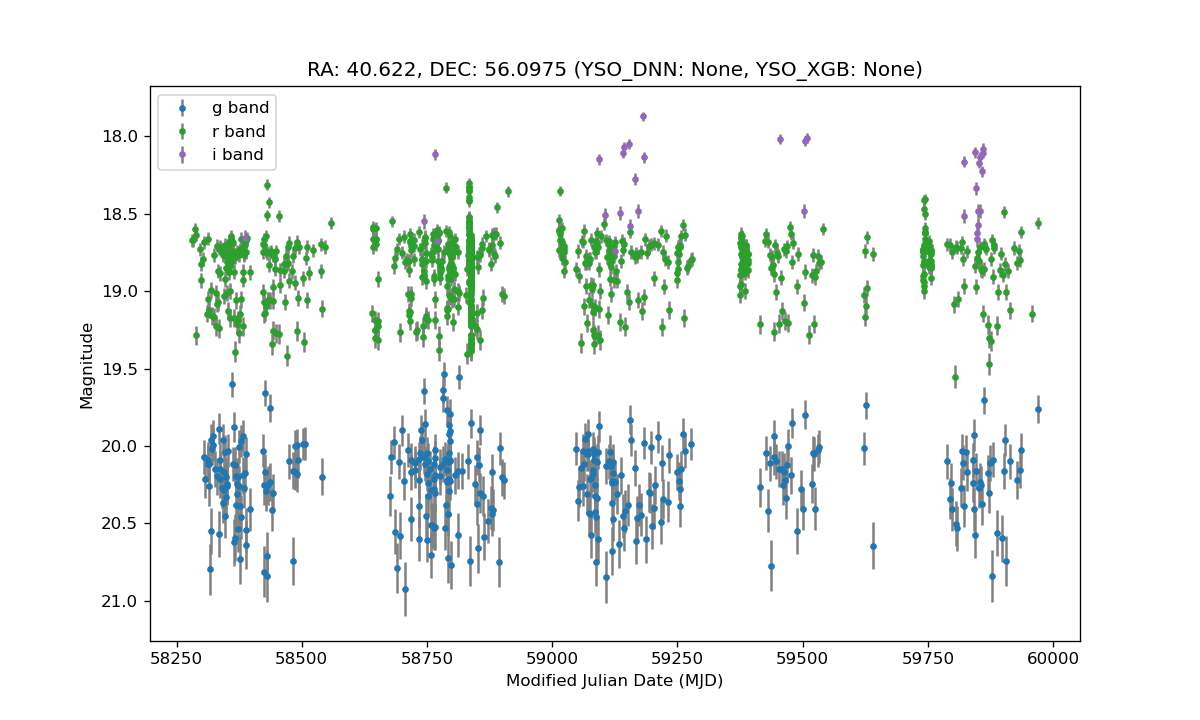 RA: 40.622, DEC: 56.0975 (YSO_DNN: None, YSO_XGB: None)
g band
r band
i band
18.0
18.5
19.0
19.5
20.0
20.5
21.0
Magnitude
58250 58500 58750 59000 59250 59500 59750 60000
Modified Julian Date (MJD)